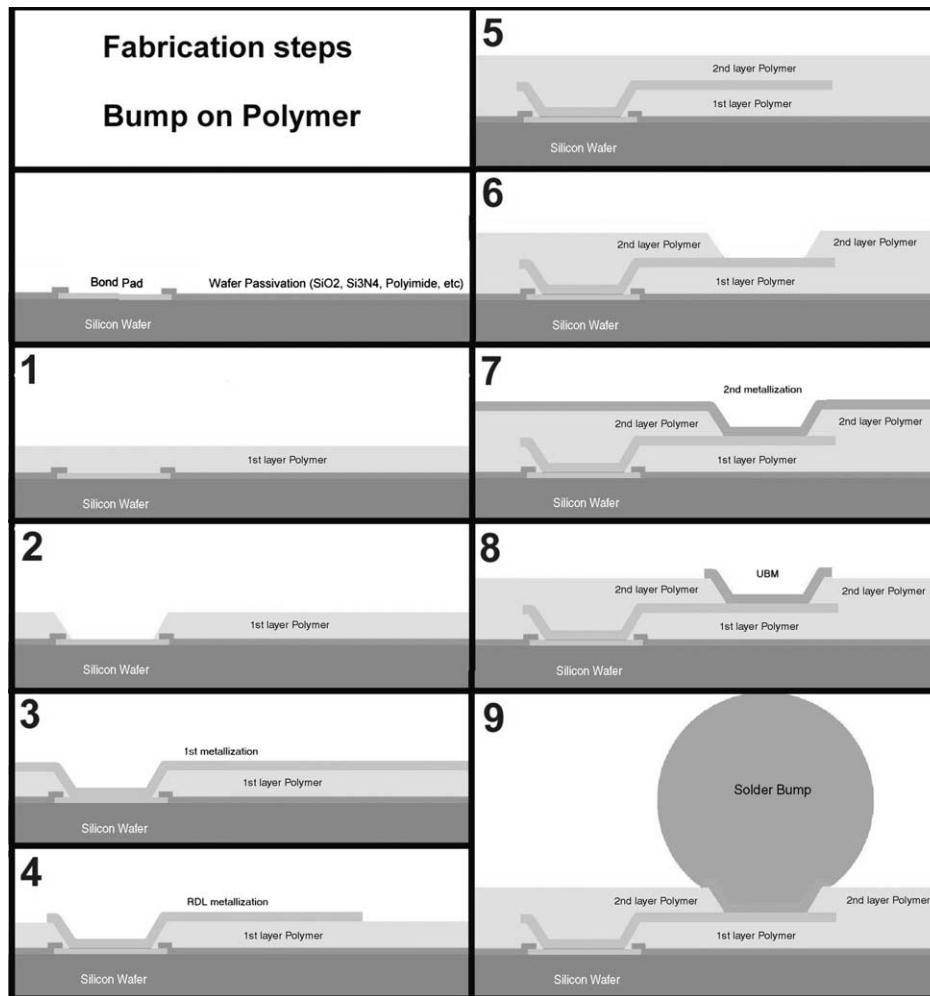 Fabrication steps
Bump on Polymer
Bond Pad
Wafer Passivation (SiO2, Si3N4, Polyimide, etc)
Silicon Wafer
1
1st layer Polymer
Silicon Wafer
2
1st layer Polymer
Silicon Wafer
3
1st metallization
1st layer Polymer
Silicon Wafer
4
RDL metallization
1st layer Polymer
Silicon Wafer
5
2nd layer Polymer
1st layer Polymer
Silicon Wafer
6
2nd layer Polymer
2nd layer Polymer
1st layer Polymer
Silicon Wafer
7
2nd metallization
2nd layer Polymer
2nd layer Polymer
1st layer Polymer
Silicon Wafer
8
UBM
2nd layer Polymer
2nd layer Polymer
1st layer Polymer
Silicon Wafer
9
Solder Bump
2nd layer Polymer
2nd layer Polymer
1st layer Polymer
Silicon Wafer